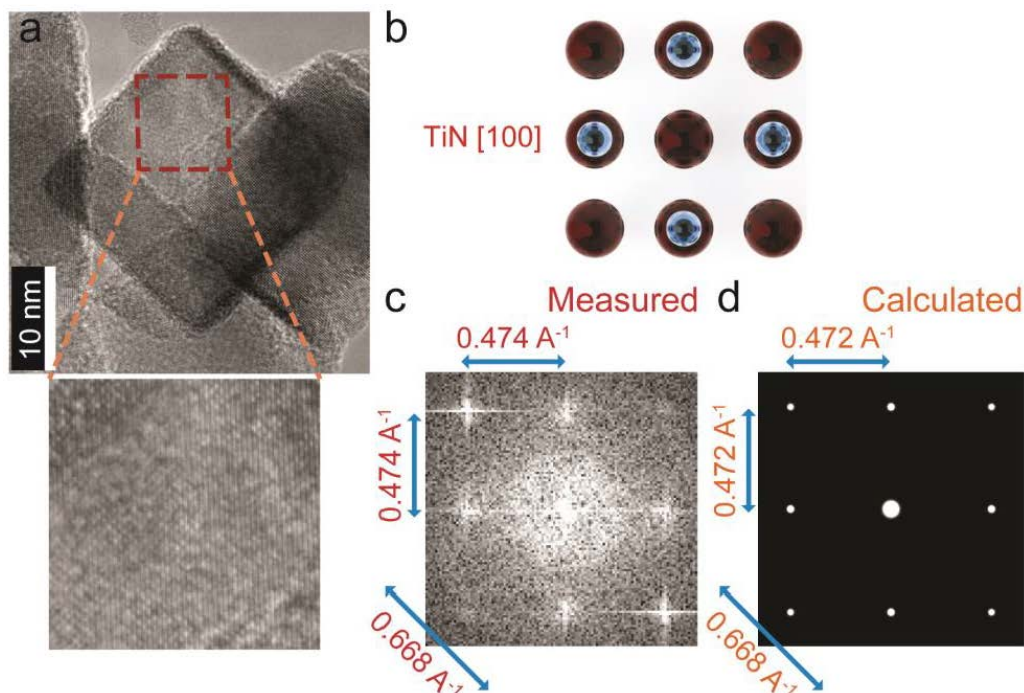 a
10 nm
b
TiN [100]
c
Measured
0.474 A⁻¹
0.474 A⁻¹
0.668 A⁻¹
d
Calculated
0.472 A⁻¹
0.472 A⁻¹
0.668 A⁻¹